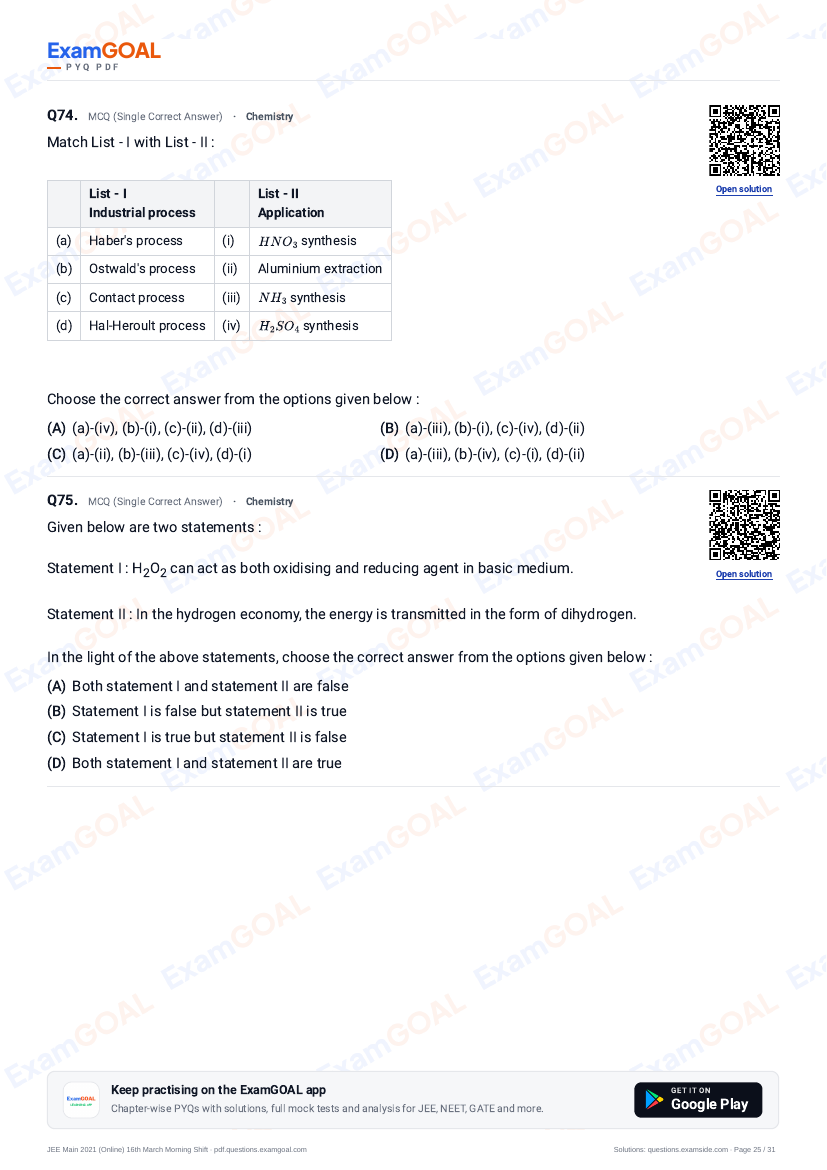 ExamGOAL
PYQ PDF
Q74. MCQ (Single Correct Answer) · Chemistry
Match List - I with List - II :
Open solution
List - I
Industrial process
List - II
Application
(a) Haber's process (i) HNO₃ synthesis
(b) Ostwald's process (ii) Aluminium extraction
(c) Contact process (iii) NH₃ synthesis
(d) Hal-Heroult process (iv) H₂SO₄ synthesis
Choose the correct answer from the options given below :
(A) (a)-(iv), (b)-(i), (c)-(ii), (d)-(iii) (B) (a)-(iii), (b)-(i), (c)-(iv), (d)-(ii)
(C) (a)-(ii), (b)-(iii), (c)-(iv), (d)-(i) (D) (a)-(iii), (b)-(iv), (c)-(i), (d)-(ii)
Q75. MCQ (Single Correct Answer) · Chemistry
Given below are two statements :
Open solution
Statement I : H₂O₂ can act as both oxidising and reducing agent in basic medium.
Statement II : In the hydrogen economy, the energy is transmitted in the form of dihydrogen.
In the light of the above statements, choose the correct answer from the options given below :
(A) Both statement I and statement II are false
(B) Statement I is false but statement II is true
(C) Statement I is true but statement II is false
(D) Both statement I and statement II are true
ExamGOAL
Keep practising on the ExamGOAL app
Chapter-wise PYQs with solutions, full mock tests and analysis for JEE, NEET, GATE and more.
GET IT ON
Google Play
JEE Main 2021 (Online) 16th March Morning Shift · pdf.questions.examgoal.com
Solutions: questions.examside.com · Page 25 / 31